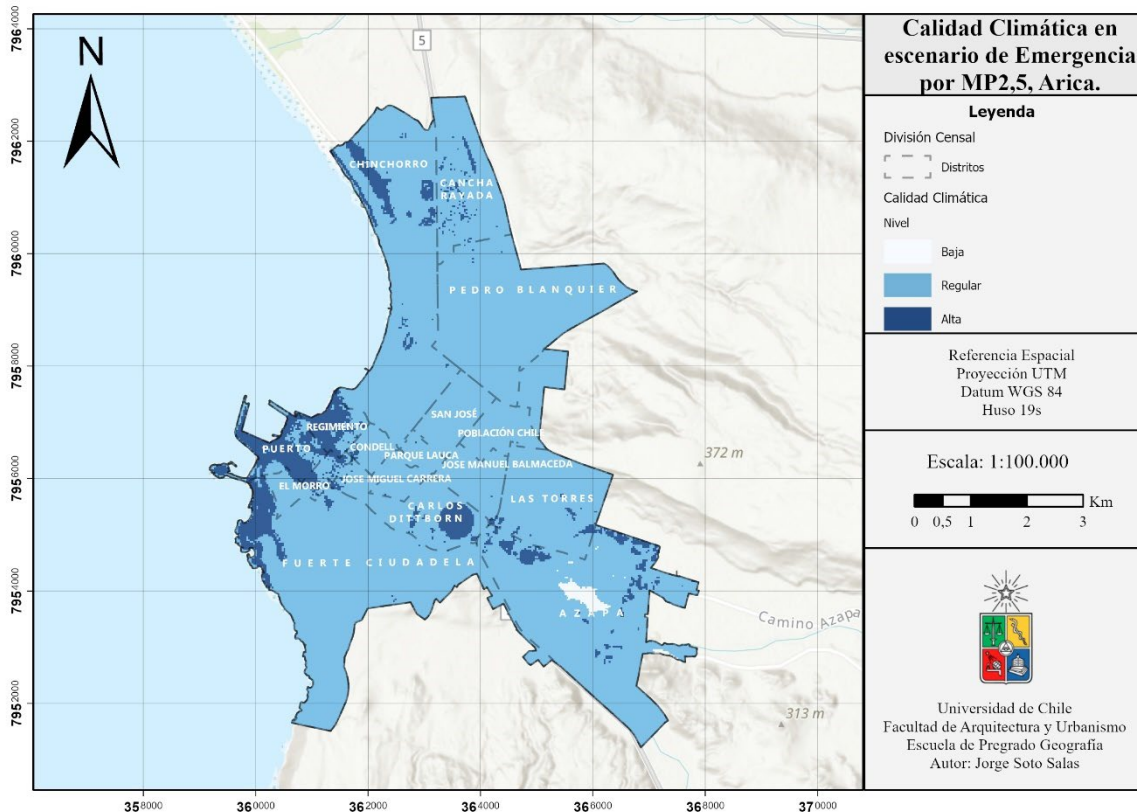 Calidad Climática en
escenario de Emergencia
por MP2,5, Arica.
Leyenda
División Censal
Distritos
Calidad Climática
Nivel
Baja
Regular
Alta
Referencia Espacial
Proyección UTM
Datum WGS 84
Huso 19s
Escala: 1:100.000
0 0,5 1 2 3 Km
Universidad de Chile
Facultad de Arquitectura y Urbanismo
Escuela de Pregrado Geografía
Autor: Jorge Soto Salas
N
5
CHINCHORRO
CANCHA
RAYADA
PEDRO BLANQUIER
SAN JOSÉ
REGIMIENTO
POBLACIÓN CHILE
PUERTO
CONDELL
PARQUE LAUCA
JOSE MANUEL BALMACEDA
EL MORRO
JOSE MIGUEL CARRERA
LAS TORRES
CARLOS
DITTBORN
FUERTE CIUDADELA
AZAPA
372 m
Camino Azapa
313 m
7964000
7962000
7960000
7958000
7956000
7954000
7952000
358000 360000 362000 364000 366000 368000 370000